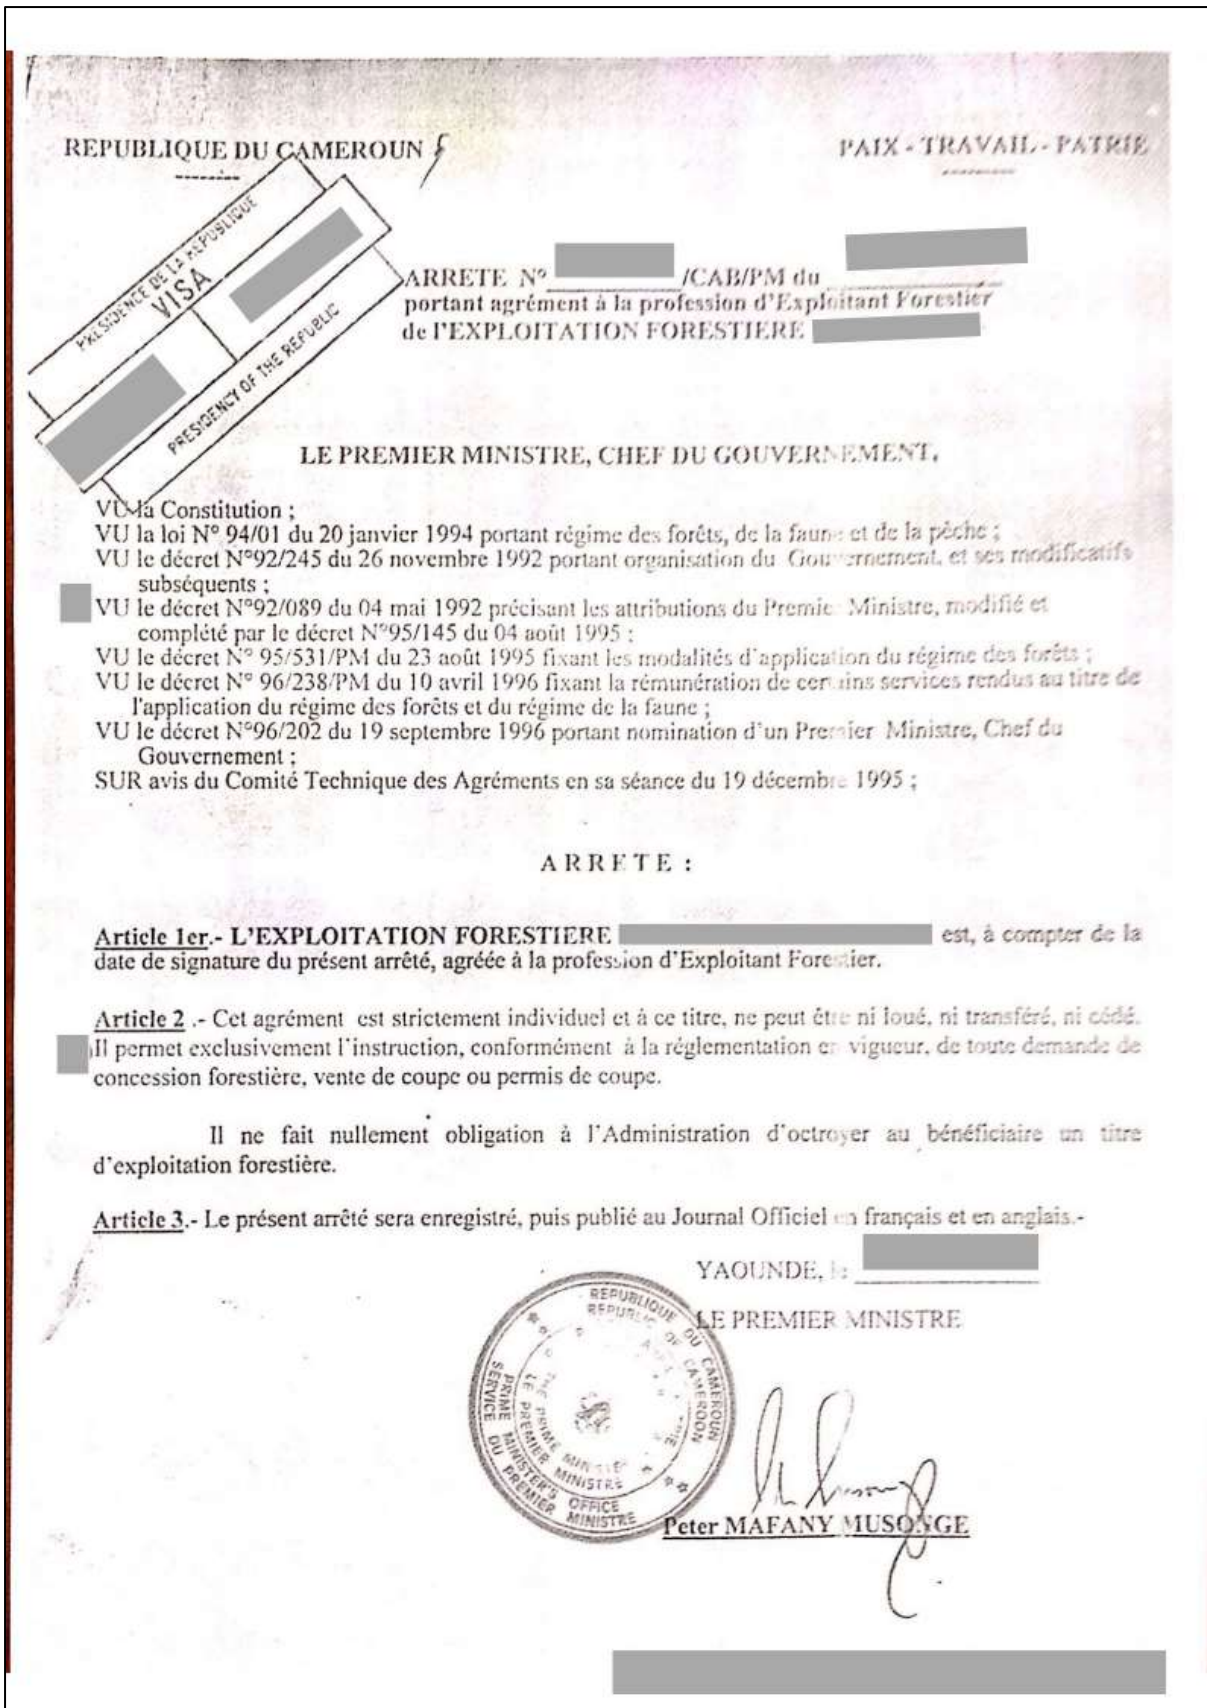 REPUBLIQUE DU CAMEROUN
PAIX - TRAVAIL - PATRIE
PRESIDENCE DE LA REPUBLIQUE
VISA
PRESIDENCY OF THE REPUBLIC
ARRETE N° /CAB/PM du
portant agrément à la profession d'Exploitant Forestier
de l'EXPLOITATION FORESTIERE
LE PREMIER MINISTRE, CHEF DU GOUVERNEMENT,
VU la Constitution ;
VU la loi N° 94/01 du 20 janvier 1994 portant régime des forêts, de la faune et de la pêche ;
VU le décret N°92/245 du 26 novembre 1992 portant organisation du Gouvernement, et ses modificatifs
subséquents ;
VU le décret N°92/089 du 04 mai 1992 précisant les attributions du Premier Ministre, modifié et
complété par le décret N°95/145 du 04 août 1995 ;
VU le décret N° 95/531/PM du 23 août 1995 fixant les modalités d'application du régime des forêts ;
VU le décret N° 96/238/PM du 10 avril 1996 fixant la rémunération de certains services rendus au titre de
l'application du régime des forêts et du régime de la faune ;
VU le décret N°96/202 du 19 septembre 1996 portant nomination d'un Premier Ministre, Chef du
Gouvernement ;
SUR avis du Comité Technique des Agréments en sa séance du 19 décembre 1995 ;
A R R E T E :
Article 1er.- L'EXPLOITATION FORESTIERE est, à compter de la
date de signature du présent arrêté, agréée à la profession d'Exploitant Forestier.
Article 2 .- Cet agrément est strictement individuel et à ce titre, ne peut être ni loué, ni transféré, ni cédé.
Il permet exclusivement l'instruction, conformément à la réglementation en vigueur, de toute demande de
concession forestière, vente de coupe ou permis de coupe.
Il ne fait nullement obligation à l'Administration d'octroyer au bénéficiaire un titre
d'exploitation forestière.
Article 3.- Le présent arrêté sera enregistré, puis publié au Journal Officiel en français et en anglais.-
YAOUNDE, le
LE PREMIER MINISTRE
REPUBLIQUE DU CAMEROUN
REPUBLIC OF CAMEROON
THE PRIME MINISTER
LE PREMIER MINISTRE
PRIME MINISTER'S OFFICE
SERVICE DU PREMIER MINISTRE
Peter MAFANY MUSONGE